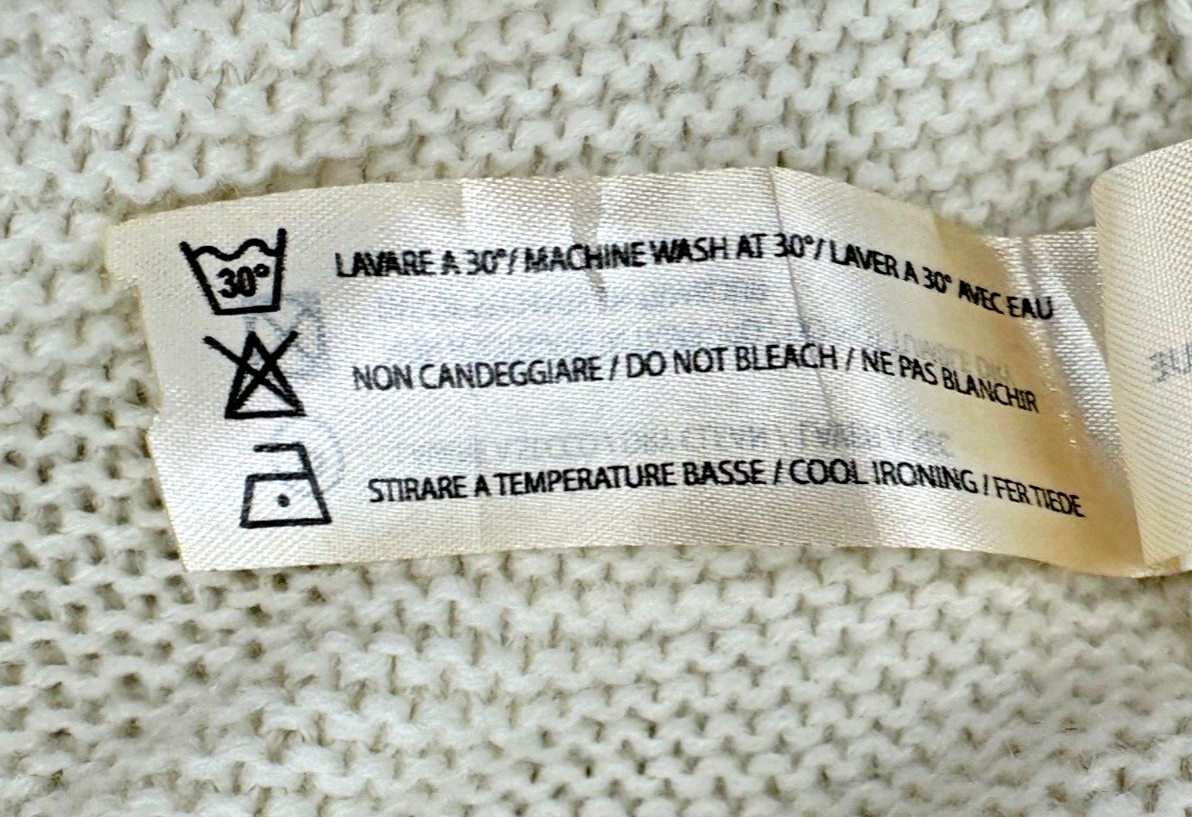 30°
LAVARE A 30°/ MACHINE WASH AT 30°/ LAVER A 30° AVEC EAU
NON CANDEGGIARE / DO NOT BLEACH / NE PAS BLANCHIR
STIRARE A TEMPERATURE BASSE / COOL IRONING / FER TIEDE